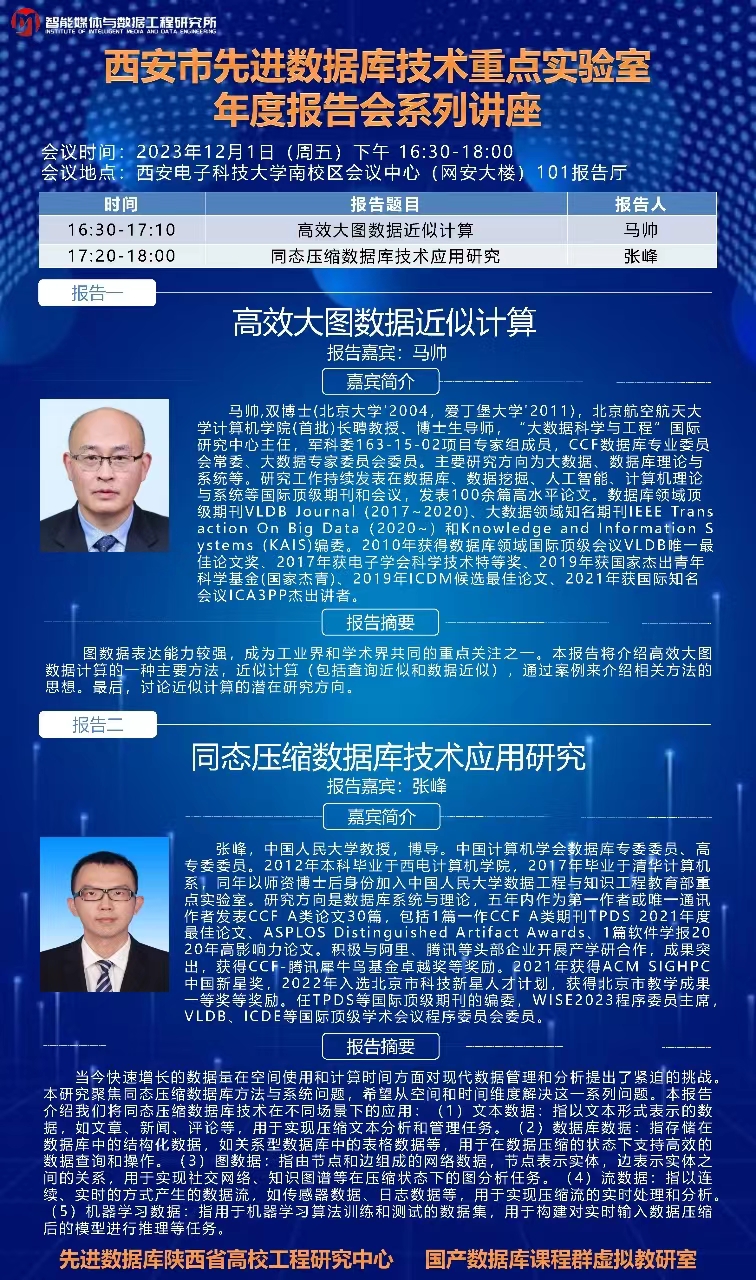 智能媒体与数据工程研究所
INSTITUTE OF INTELLIGENT MEDIA AND DATA ENGINEERING
西安市先进数据库技术重点实验室
年度报告会系列讲座
会议时间：2023年12月1日（周五）下午 16:30-18:00
会议地点：西安电子科技大学南校区会议中心（网安大楼）101报告厅
时间 报告题目 报告人
16:30-17:10 高效大图数据近似计算 马帅
17:20-18:00 同态压缩数据库技术应用研究 张峰
报告一
高效大图数据近似计算
报告嘉宾：马帅
嘉宾简介
马帅,双博士(北京大学'2004，爱丁堡大学'2011)，北京航空航天大
学计算机学院(首批)长聘教授、博士生导师，“大数据科学与工程”国际
研究中心主任，军科委163-15-02项目专家组成员，CCF数据库专业委员
会常委、大数据专家委员会委员。主要研究方向为大数据、数据库理论与
系统等。研究工作持续发表在数据库、数据挖掘、人工智能、计算机理论
与系统等国际顶级期刊和会议，发表100余篇高水平论文。数据库领域顶
级期刊VLDB Journal (2017~2020)、大数据领域知名期刊IEEE Trans
action On Big Data (2020~) 和Knowledge and Information S
ystems (KAIS)编委。2010年获得数据库领域国际顶级会议VLDB唯一最
佳论文奖、2017年获电子学会科学技术特等奖、2019年获国家杰出青年
科学基金(国家杰青)、2019年ICDM候选最佳论文、2021年获国际知名
会议ICA3PP杰出讲者。
报告摘要
图数据表达能力较强，成为工业界和学术界共同的重点关注之一。本报告将介绍高效大图
数据计算的一种主要方法，近似计算（包括查询近似和数据近似），通过案例来介绍相关方法的
思想。最后，讨论近似计算的潜在研究方向。
报告二
同态压缩数据库技术应用研究
报告嘉宾：张峰
嘉宾简介
张峰，中国人民大学教授，博导。中国计算机学会数据库专委委员、高
专委委员。2012年本科毕业于西电计算机学院，2017年毕业于清华计算机
系；同年以师资博士后身份加入中国人民大学数据工程与知识工程教育部重
点实验室。研究方向是数据库系统与理论，五年内作为第一作者或唯一通讯
作者发表CCF A类论文30篇，包括1篇一作CCF A类期刊TPDS 2021年度
最佳论文、ASPLOS Distinguished Artifact Awards、1篇软件学报20
20年高影响力论文。积极与阿里、腾讯等头部企业开展产学研合作，成果突
出，获得CCF-腾讯犀牛鸟基金卓越奖等奖励。2021年获得ACM SIGHPC
中国新星奖，2022年入选北京市科技新星人才计划，获得北京市教学成果
一等奖等奖励。任TPDS等国际顶级期刊的编委，WISE2023程序委员主席，
VLDB、ICDE等国际顶级学术会议程序委员会委员。
报告摘要
当今快速增长的数据量在空间使用和计算时间方面对现代数据管理和分析提出了紧迫的挑战。
本研究聚焦同态数据库方法与系统问题，希望从空间和时间维度解决这一系列问题。本报告
介绍我们将同态压缩数据库技术在不同场景下的应用：（1）文本数据：指以文本形式表示的数
据，如文章、新闻、评论等，用于实现压缩文本分析和管理任务。（2）数据库数据：指存储在
数据库中的结构化数据，如关系型数据库中的表格数据等，用于在数据压缩的状态下支持高效的
数据查询和操作。（3）图数据：指由节点和边组成的网络数据，节点表示实体，边表示实体之
间的关系，用于实现社交网络、知识图谱等在压缩状态下的图分析任务。（4）流数据：指以连
续、实时的方式产生的数据流，如传感器数据、日志数据等，用于实现压缩流的实时处理和分析。
（5）机器学习数据：指用于机器学习算法训练和测试的数据集，用于构建对实时输入数据压缩
后的模型进行推理等任务。
先进数据库陕西省高校工程研究中心 国产数据库课程群虚拟教研室